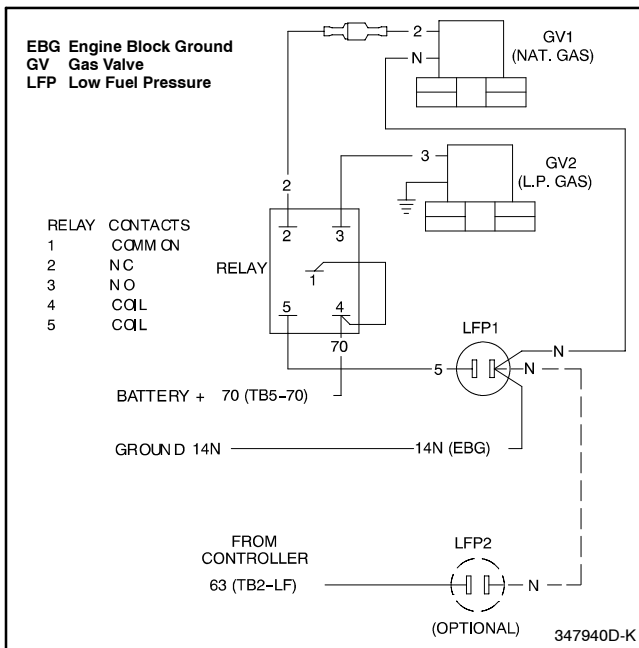 EBG Engine Block Ground
GV Gas Valve
LFP Low Fuel Pressure
2
N
GV1
(NAT. GAS)
3
GV2
(L.P. GAS)
2
RELAY CONTACTS
1 COMMON
2 NC
3 NO
4 COIL
5 COIL
RELAY
2
3
1
5
4
70
LFP1
5
N
N
BATTERY + 70 (TB5-70)
GROUND 14N
14N (EBG)
FROM
CONTROLLER
63 (TB2-LF)
LFP2
N
(OPTIONAL)
347940D-K